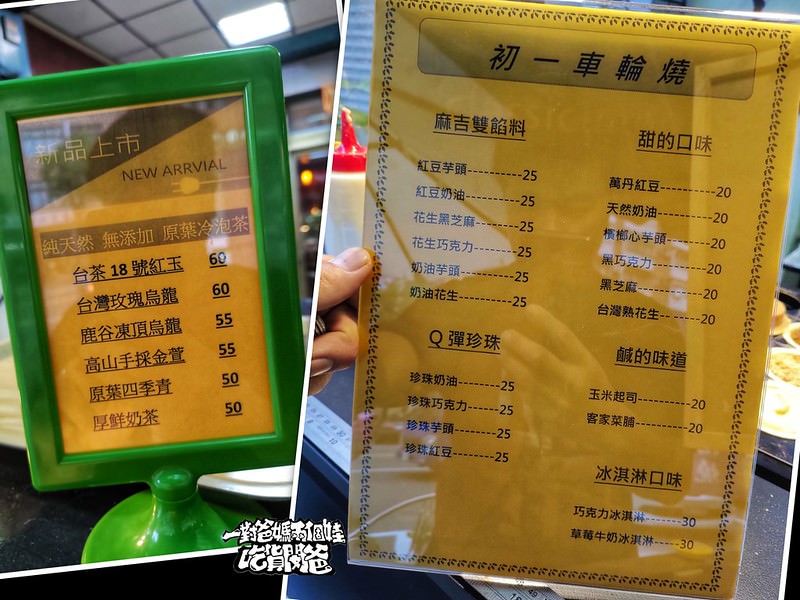 新品上市
NEW ARRVIAL
純天然 無添加 原葉冷泡茶
台茶18號紅玉 60
台灣玫瑰烏龍 60
鹿谷凍頂烏龍 55
高山手採金萱 55
原葉四季青 50
厚鮮奶茶 50
初一車輪燒
麻吉雙餡料
紅豆芋頭----------25
紅豆奶油----------25
花生黑芝麻--------25
花生巧克力--------25
奶油芋頭----------25
奶油花生----------25
Q彈珍珠
珍珠奶油--------25
珍珠巧克力------25
珍珠芋頭--------25
珍珠紅豆--------25
甜的口味
萬丹紅豆----------20
天然奶油----------20
檳榔心芋頭--------20
黑巧克力----------20
黑芝麻------------20
台灣熟花生--------20
鹹的味道
玉米起司----------20
客家菜脯----------20
冰淇淋口味
巧克力冰淇淋-------30
草莓牛奶冰淇淋-----30
一對爸媽兩個娃
吃貨闆爸